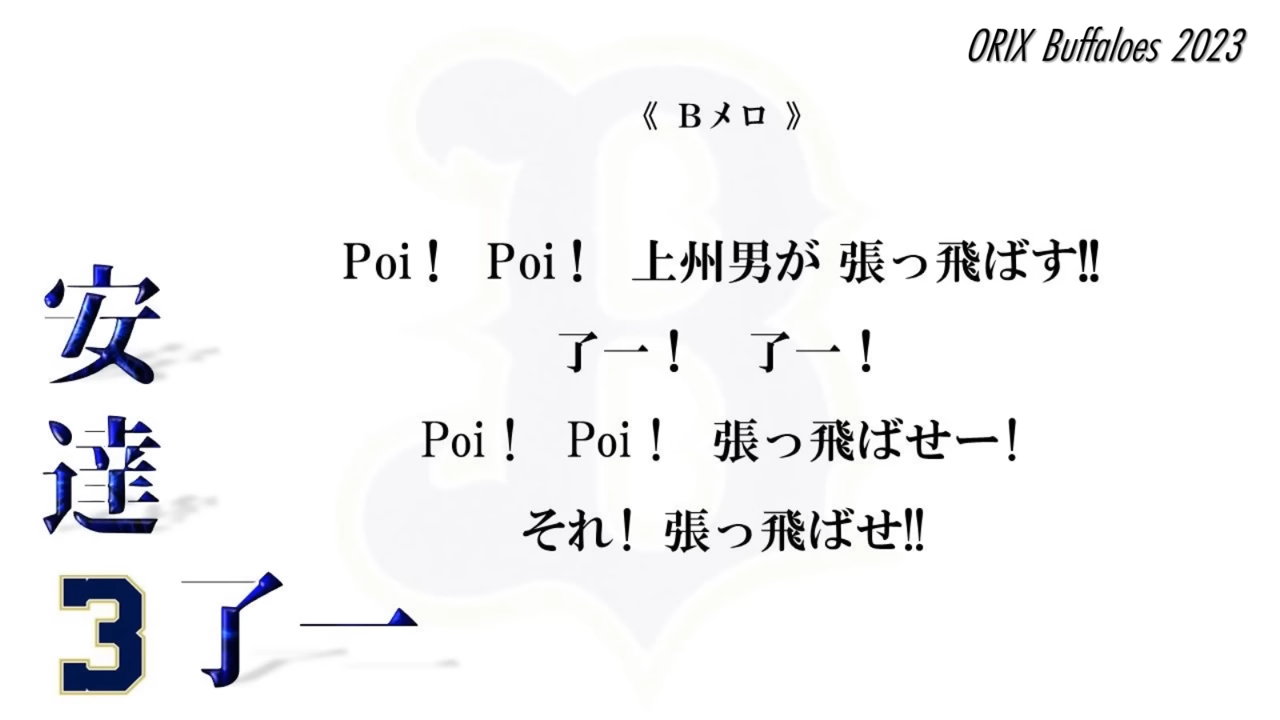 ORIX Buffaloes 2023
《 Bメロ 》
Poi！ Poi！ 上州男が 張っ飛ばす!!
了一！ 了一！
Poi！ Poi！ 張っ飛ばせー！
それ！ 張っ飛ばせ!!
安達
3 了一